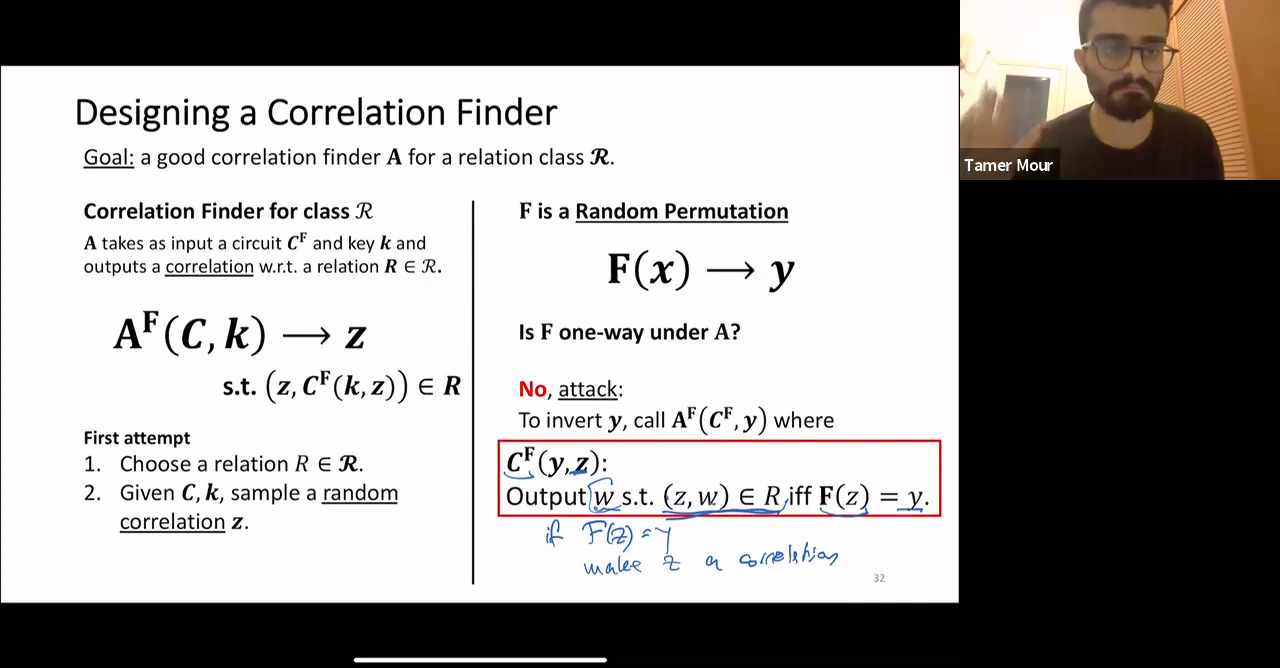 Designing a Correlation Finder
Goal: a good correlation finder A for a relation class ℛ.
Correlation Finder for class ℛ
A takes as input a circuit C^F and key k and
outputs a correlation w.r.t. a relation R ∈ ℛ.
A^F(C, k) ⟶ z
s.t. (z, C^F(k, z)) ∈ R
First attempt
1. Choose a relation R ∈ ℛ.
2. Given C, k, sample a random
correlation z.
F is a Random Permutation
F(x) ⟶ y
Is F one-way under A?
No, attack:
To invert y, call A^F(C^F, y) where
C^F(y, z):
Output w s.t. (z, w) ∈ R iff F(z) = y.
if F(z) = y
make z a correlation
32
Tamer Mour